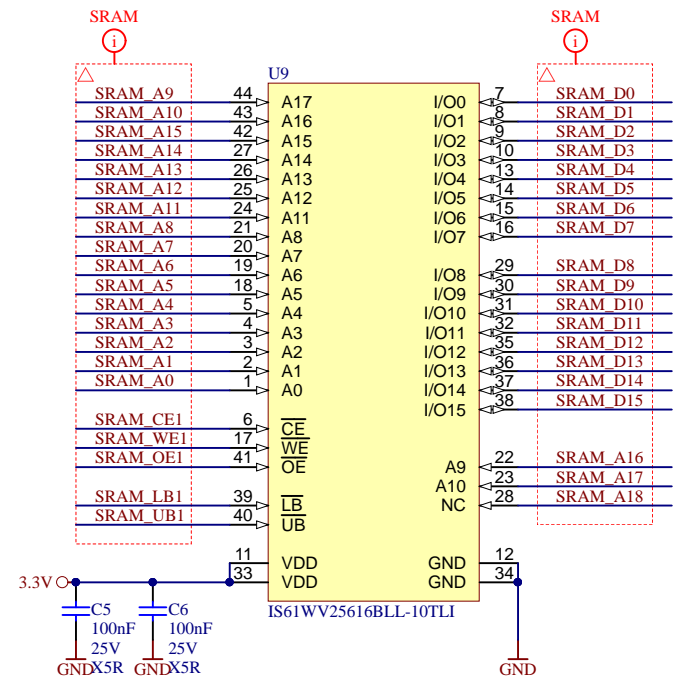 SRAM SRAM
i i
U9
SRAM_A9 44 A17 I/O0 7 SRAM_D0
SRAM_A10 43 A16 I/O1 8 SRAM_D1
SRAM_A15 42 A15 I/O2 9 SRAM_D2
SRAM_A14 27 A14 I/O3 10 SRAM_D3
SRAM_A13 26 A13 I/O4 13 SRAM_D4
SRAM_A12 25 A12 I/O5 14 SRAM_D5
SRAM_A11 24 A11 I/O6 15 SRAM_D6
SRAM_A8 21 A8 I/O7 16 SRAM_D7
SRAM_A7 20 A7
SRAM_A6 19 A6 I/O8 29 SRAM_D8
SRAM_A5 18 A5 I/O9 30 SRAM_D9
SRAM_A4 5 A4 I/O10 31 SRAM_D10
SRAM_A3 4 A3 I/O11 32 SRAM_D11
SRAM_A2 3 A2 I/O12 35 SRAM_D12
SRAM_A1 2 A1 I/O13 36 SRAM_D13
SRAM_A0 1 A0 I/O14 37 SRAM_D14
I/O15 38 SRAM_D15
SRAM_CE1 6 CE
SRAM_WE1 17 WE
SRAM_OE1 41 OE A9 22 SRAM_A16
A10 23 SRAM_A17
SRAM_LB1 39 LB NC 28 SRAM_A18
SRAM_UB1 40 UB
11 VDD GND 12
3.3V 33 VDD GND 34
IS61WV25616BLL-10TLI
C5 C6
100nF 100nF
25V 25V
X5R X5R
GND GND GND